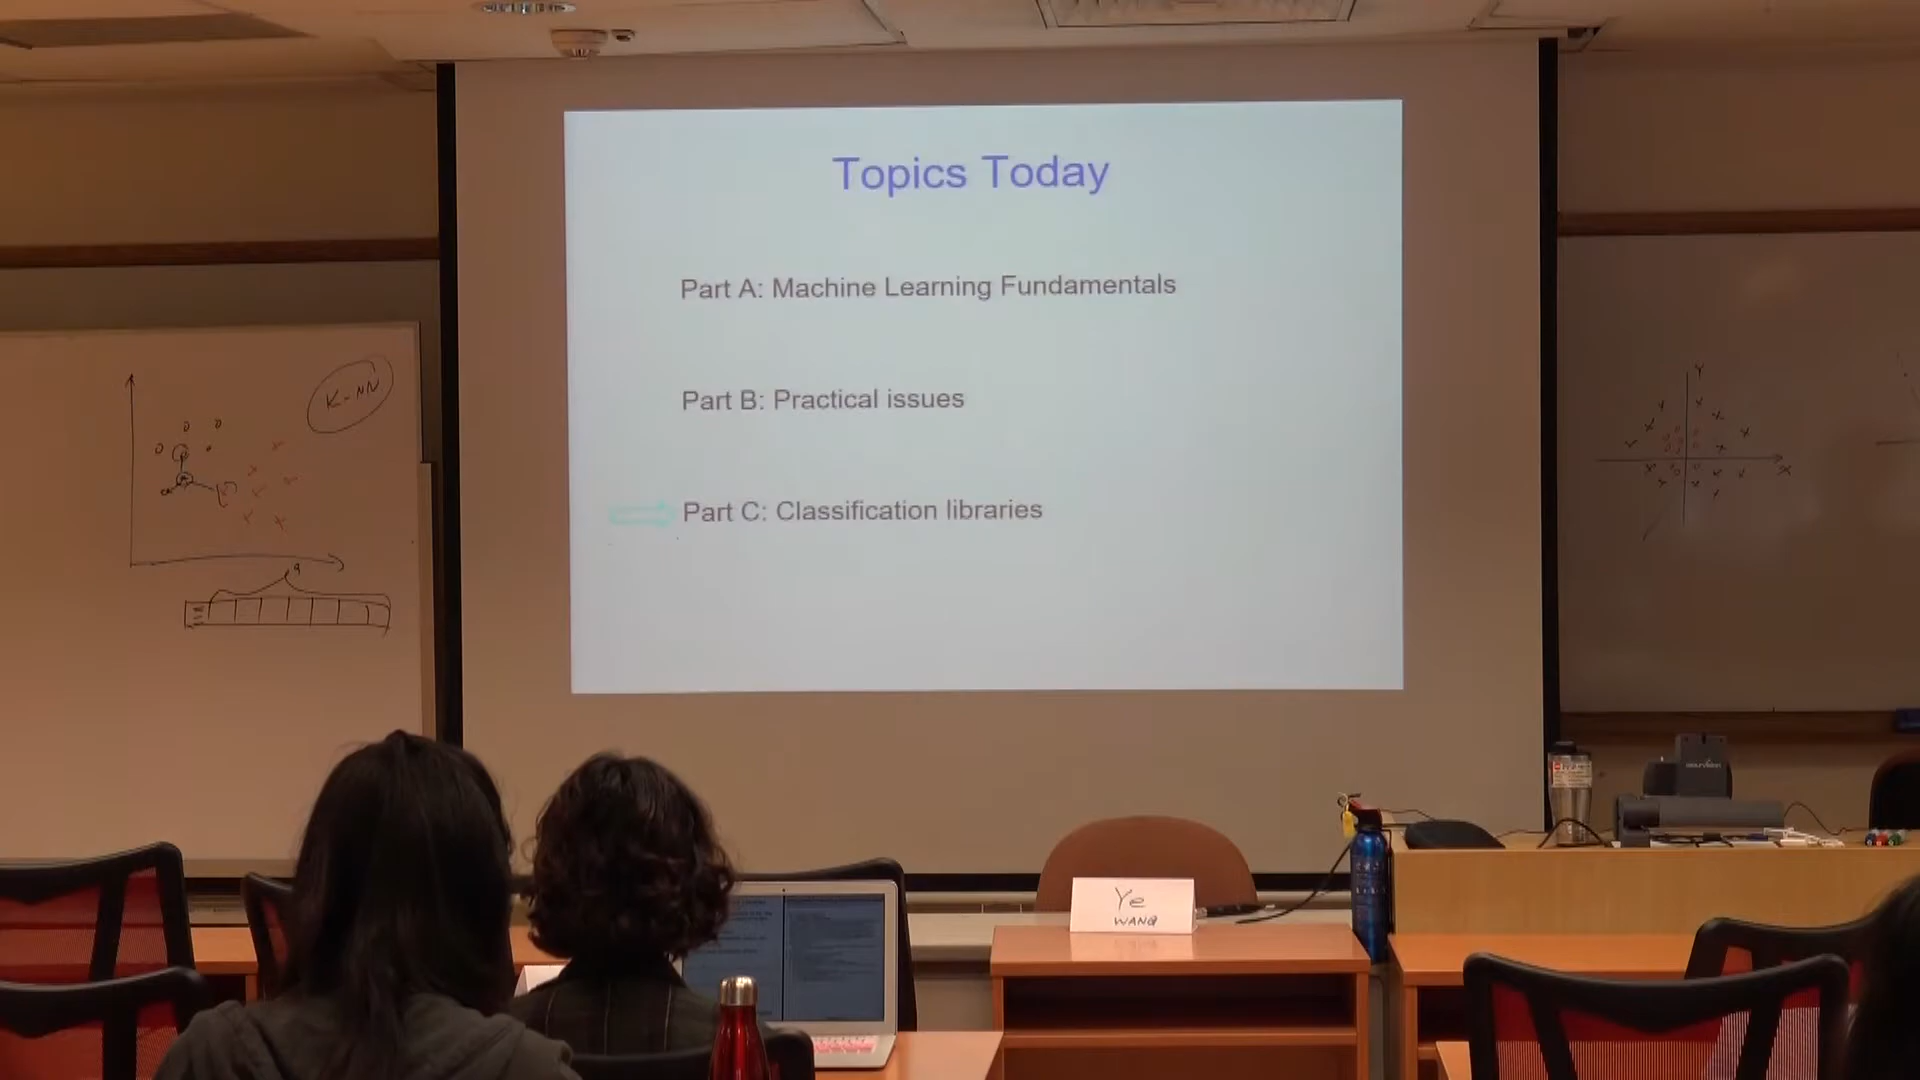 Topics Today
Part A: Machine Learning Fundamentals
Part B: Practical issues
Part C: Classification libraries
K-NN
Y
X
Ye
WANG